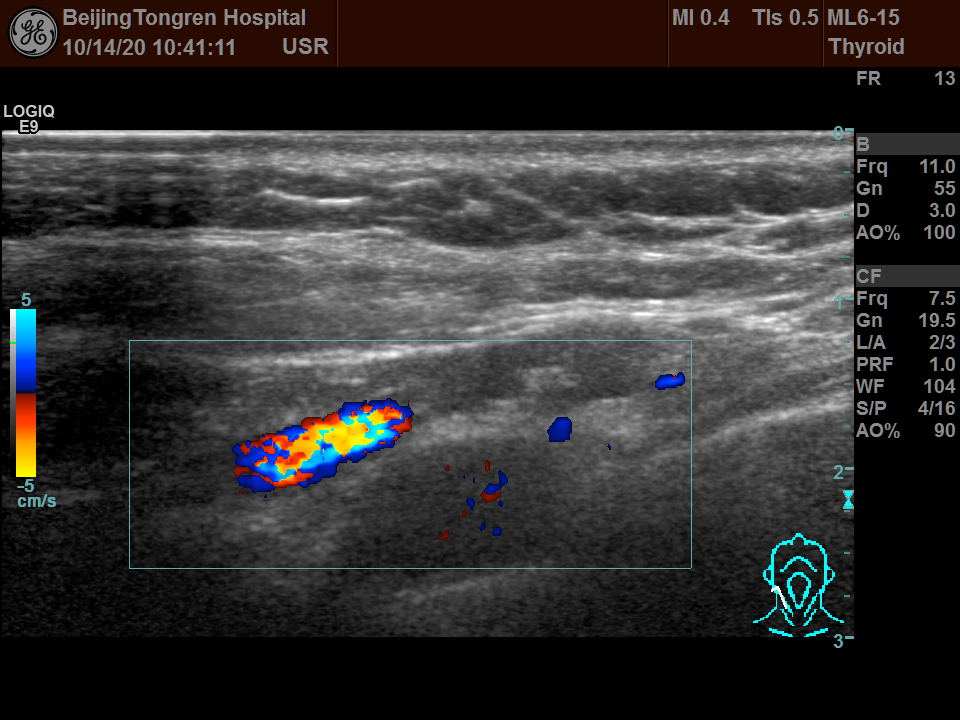 GE
BeijingTongren Hospital
10/14/20 10:41:11 USR
MI 0.4 TIs 0.5
ML6-15
Thyroid
FR 13
LOGIQ
E9
B
Frq 11.0
Gn 55
D 3.0
AO% 100
CF
Frq 7.5
Gn 19.5
L/A 2/3
PRF 1.0
WF 104
S/P 4/16
AO% 90
5
-5
cm/s
0
1
2
3